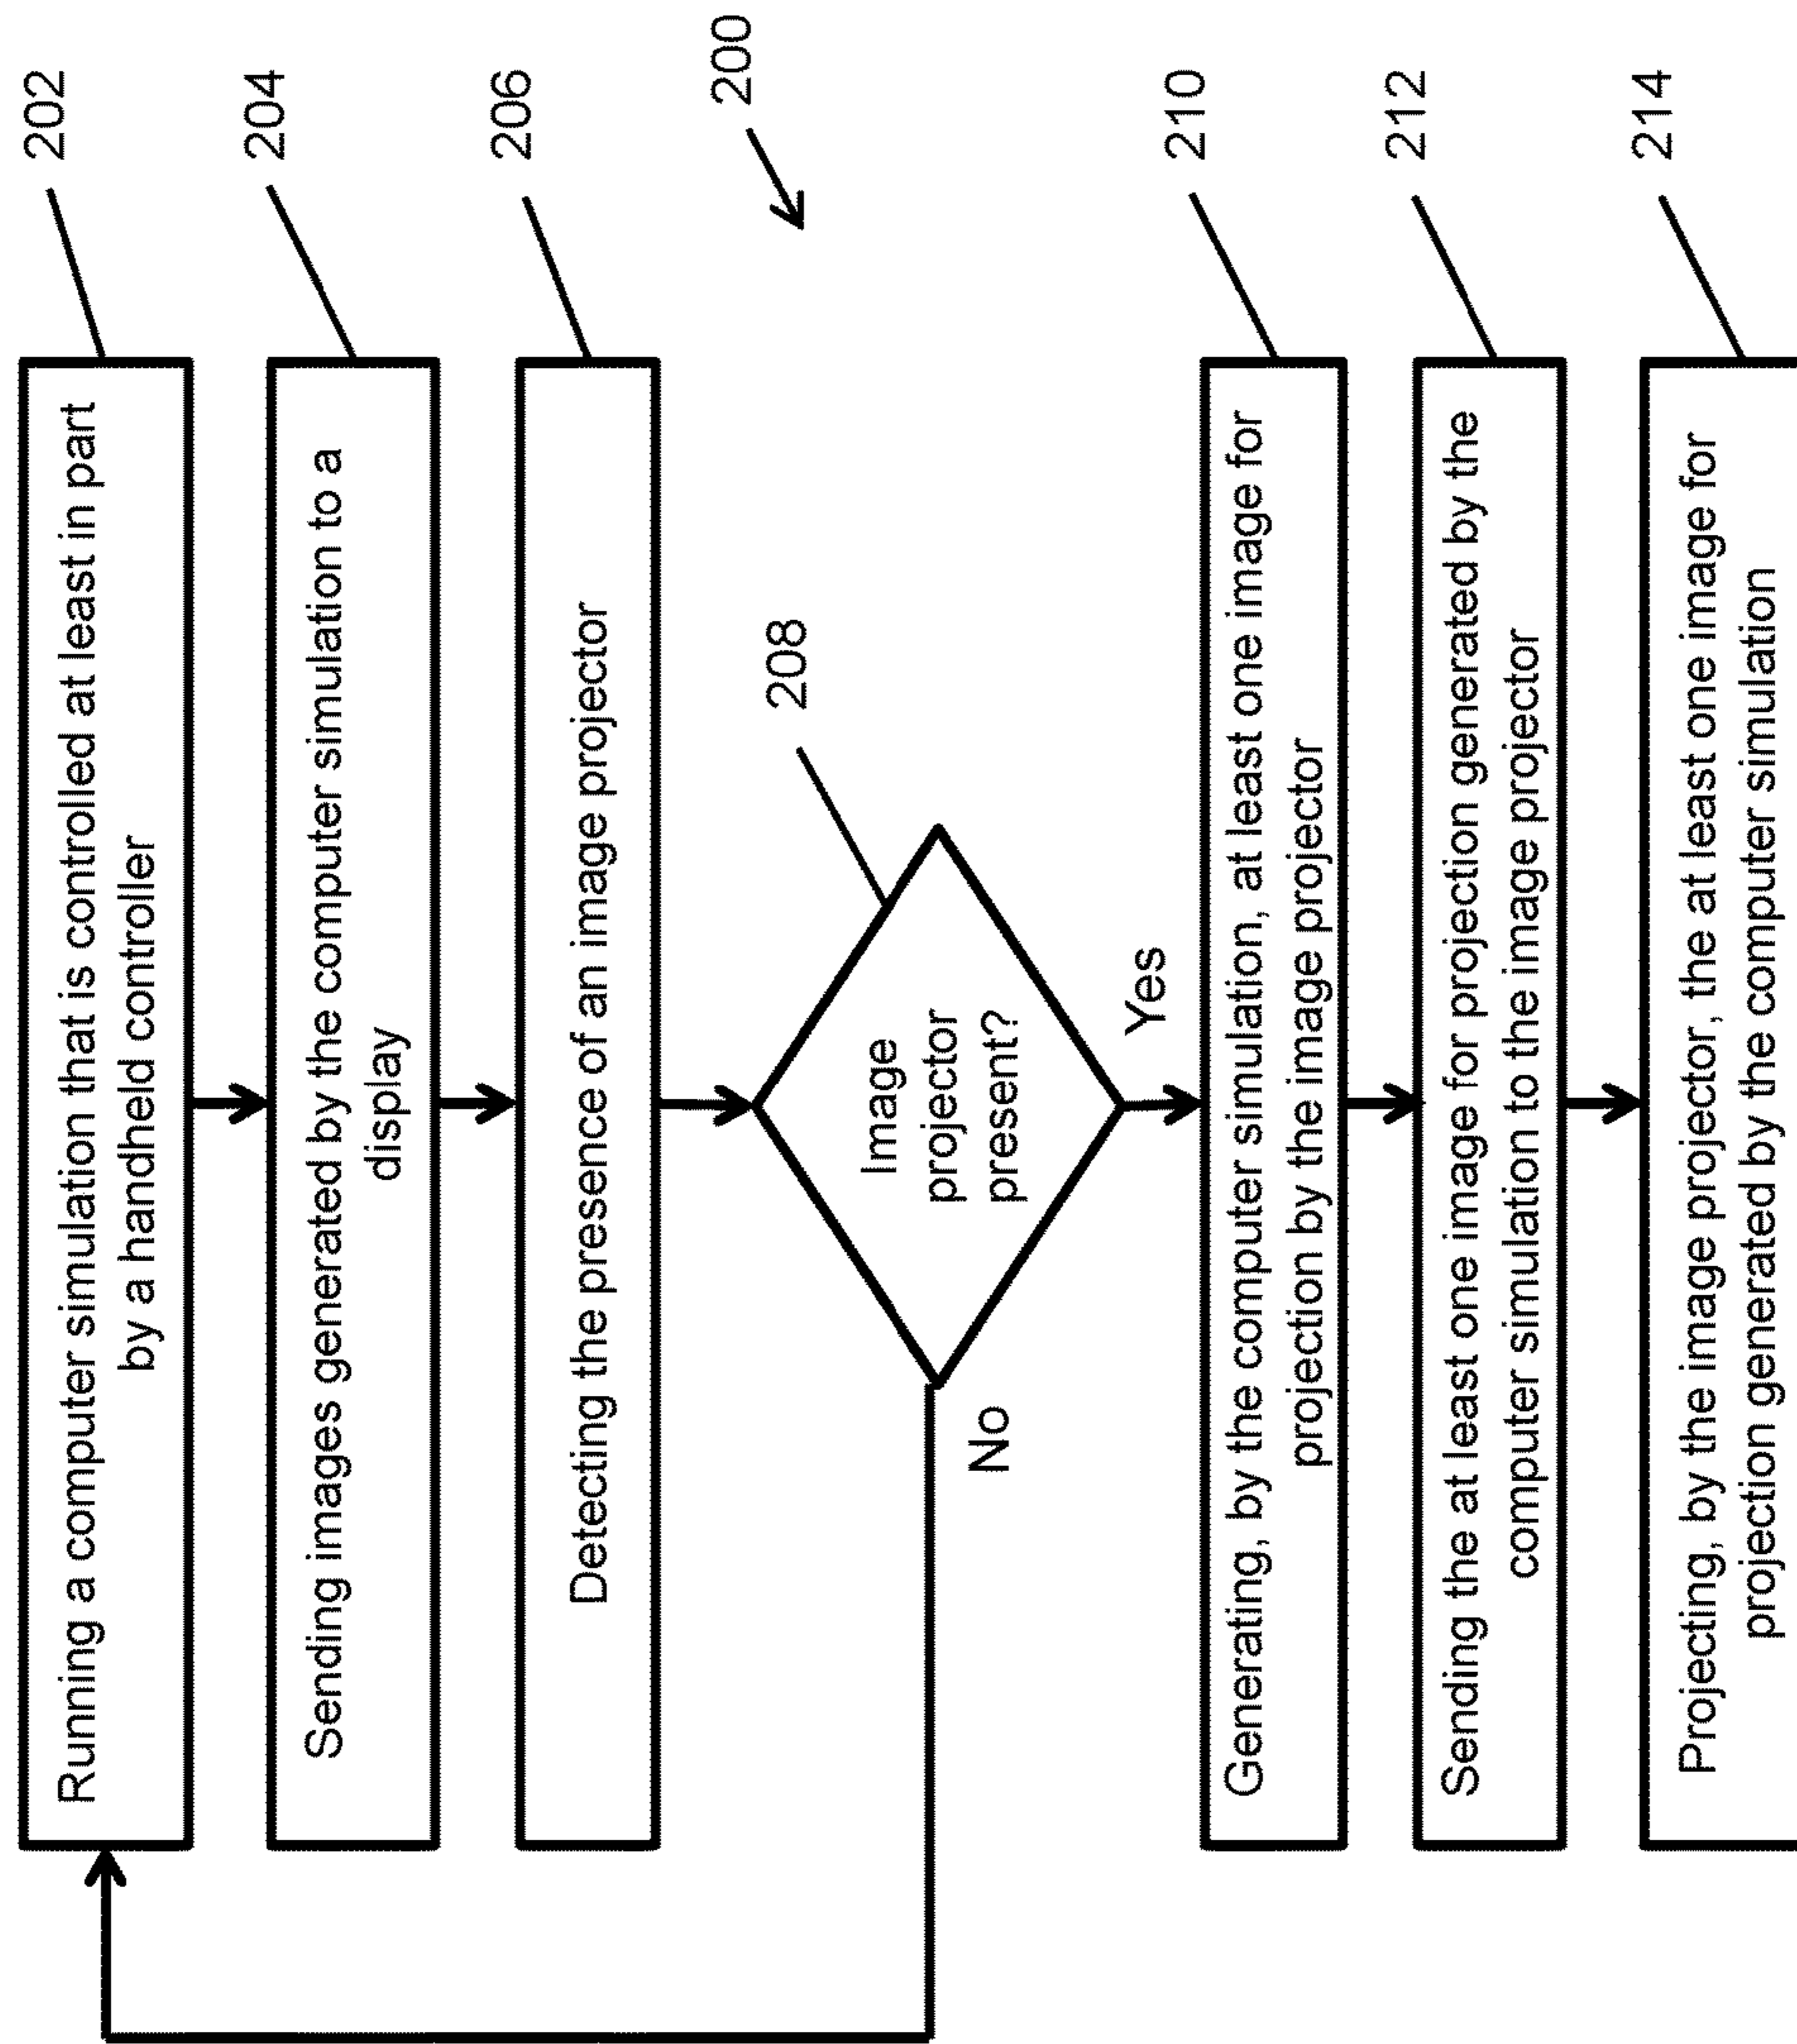 202
Running a computer simulation that is controlled at least in part
by a handheld controller
204
Sending images generated by the computer simulation to a
display
206
Detecting the presence of an image projector
200
208
Image
projector
present?
No
Yes
210
Generating, by the computer simulation, at least one image for
projection by the image projector
212
Sending the at least one image for projection generated by the
computer simulation to the image projector
214
Projecting, by the image projector, the at least one image for
projection generated by the computer simulation